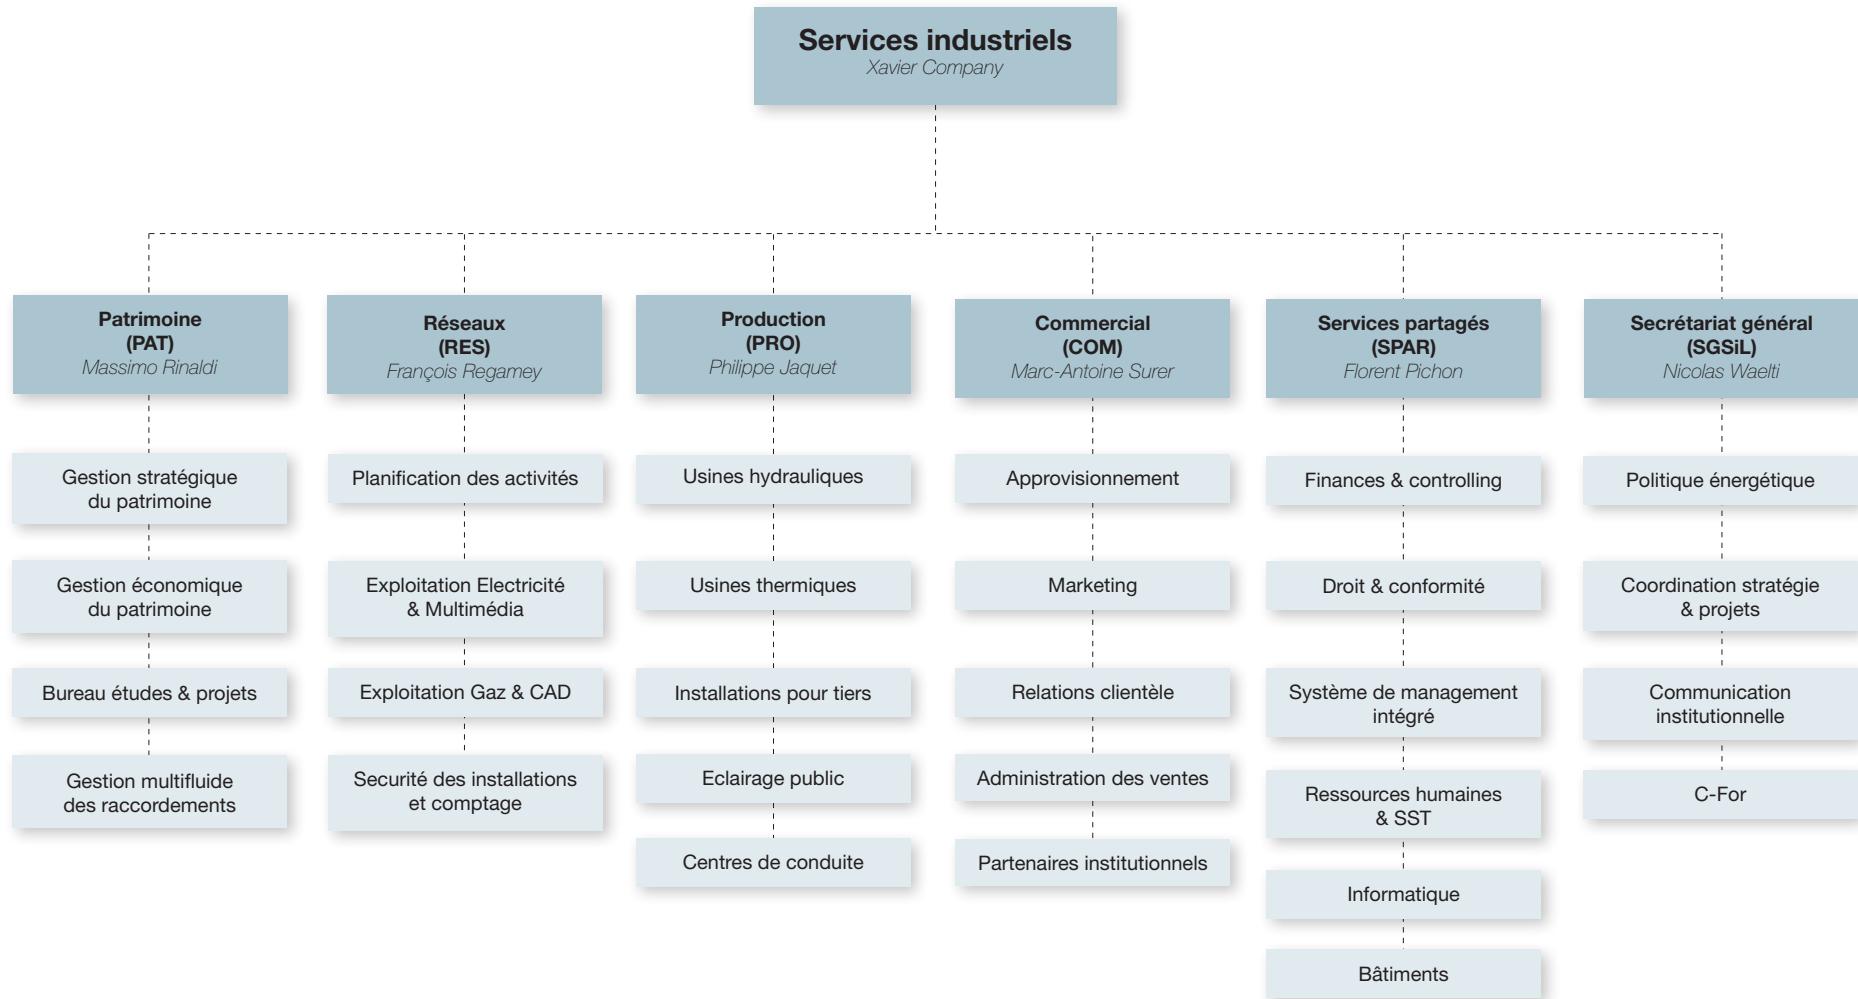 Services industriels
Xavier Company
Patrimoine
(PAT)
Massimo Rinaldi
Gestion stratégique
du patrimoine
Gestion économique
du patrimoine
Bureau études & projets
Gestion multifluide
des raccordements
Réseaux
(RES)
François Regamey
Planification des activités
Exploitation Electricité
& Multimédia
Exploitation Gaz & CAD
Securité des installations
et comptage
Production
(PRO)
Philippe Jaquet
Usines hydrauliques
Usines thermiques
Installations pour tiers
Eclairage public
Centres de conduite
Commercial
(COM)
Marc-Antoine Surer
Approvisionnement
Marketing
Relations clientèle
Administration des ventes
Partenaires institutionnels
Services partagés
(SPAR)
Florent Pichon
Finances & controlling
Droit & conformité
Système de management
intégré
Ressources humaines
& SST
Informatique
Bâtiments
Secrétariat général
(SGSiL)
Nicolas Waelti
Politique énergétique
Coordination stratégie
& projets
Communication
institutionnelle
C-For